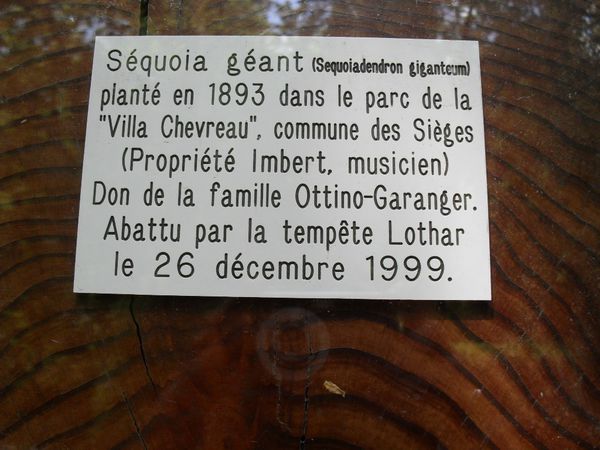 Séquoia géant (Sequoiadendron giganteum)
planté en 1893 dans le parc de la
"Villa Chevreau", commune des Sièges
(Propriété Imbert, musicien)
Don de la famille Ottino-Garanger.
Abattu par la tempête Lothar
le 26 décembre 1999.